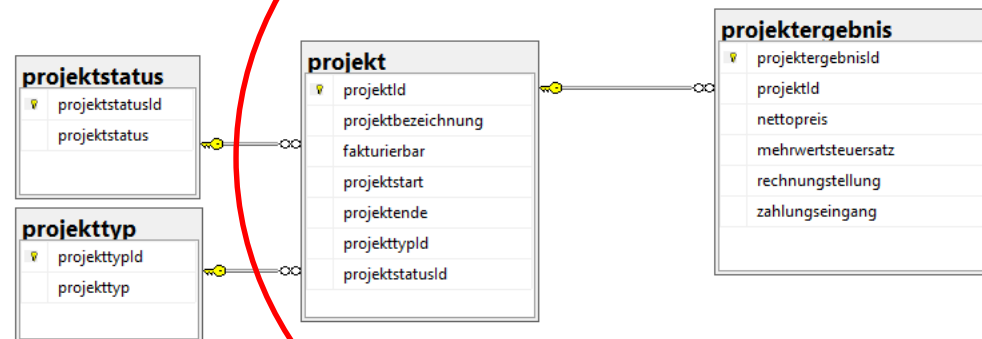 projektstatus
projektstatusId
projektstatus
projekttyp
projekttypId
projekttyp
projekt
projektId
projektbezeichnung
fakturierbar
projektstart
projektende
projekttypId
projektstatusId
projektergebnis
projektergebnisId
projektId
nettopreis
mehrwertsteuersatz
rechnungstellung
zahlungseingang